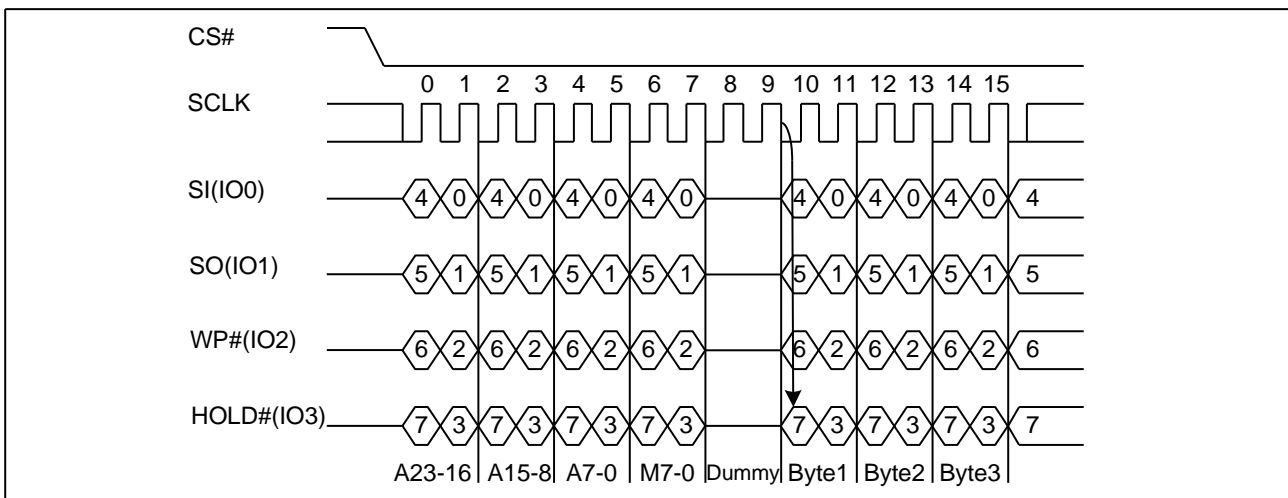 CS#
0 1 2 3 4 5 6 7 8 9 10 11 12 13 14 15
SCLK
SI(IO0) 4 0 4 0 4 0 4 0 4 0 4 0 4 0 4
SO(IO1) 5 1 5 1 5 1 5 1 5 1 5 1 5 1 5
WP#(IO2) 6 2 6 2 6 2 6 2 6 2 6 2 6 2 6
HOLD#(IO3) 7 3 7 3 7 3 7 3 7 3 7 3 7 3 7
A23-16 A15-8 A7-0 M7-0 Dummy Byte1 Byte2 Byte3